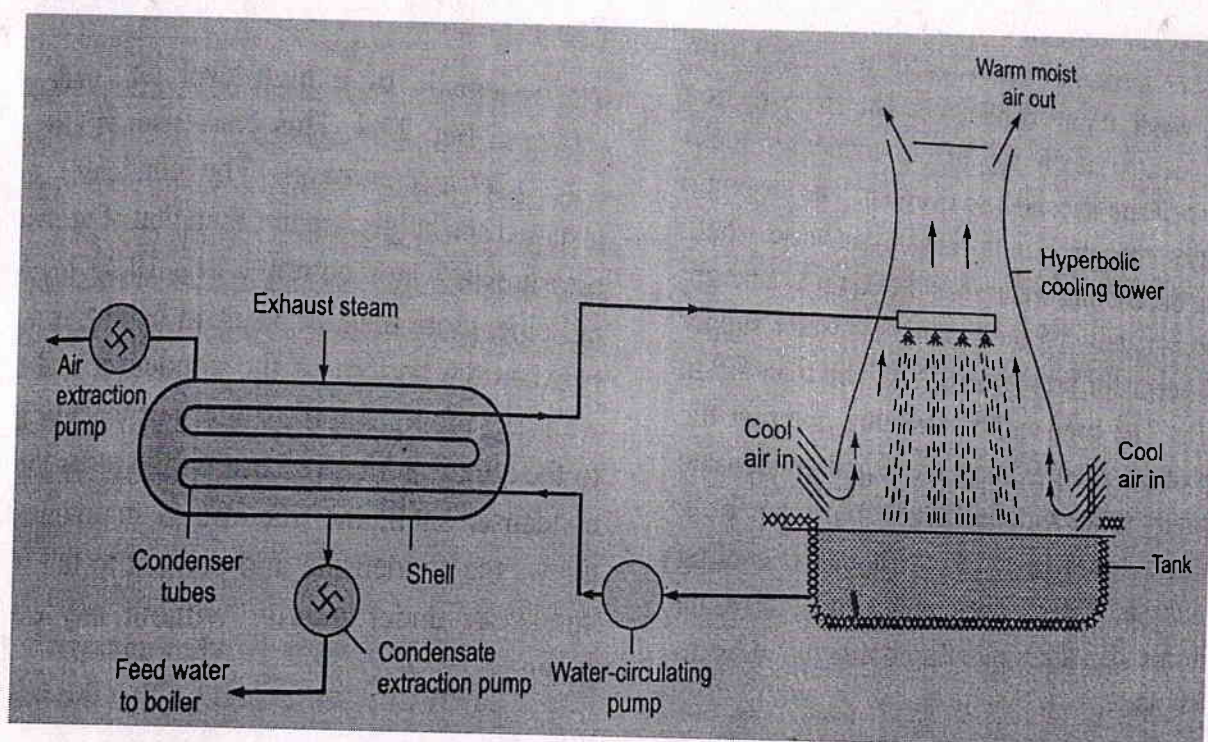 Warm moist
air out
Hyperbolic
cooling tower
Exhaust steam
Air
extraction
pump
Cool
air in
Cool
air in
Condenser
tubes
Shell
Tank
Feed water
to boiler
Condensate
extraction pump
Water-circulating
pump